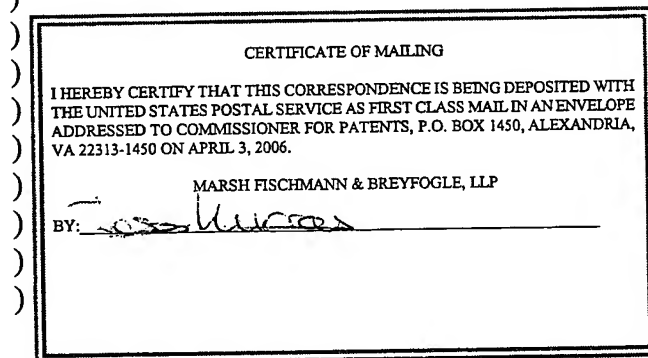 )
)
)
)
)
)
)
)
)
CERTIFICATE OF MAILING
I HEREBY CERTIFY THAT THIS CORRESPONDENCE IS BEING DEPOSITED WITH
THE UNITED STATES POSTAL SERVICE AS FIRST CLASS MAIL IN AN ENVELOPE
ADDRESSED TO COMMISSIONER FOR PATENTS, P.O. BOX 1450, ALEXANDRIA,
VA 22313-1450 ON APRIL 3, 2006.
MARSH FISCHMANN & BREYFOGLE, LLP
BY: